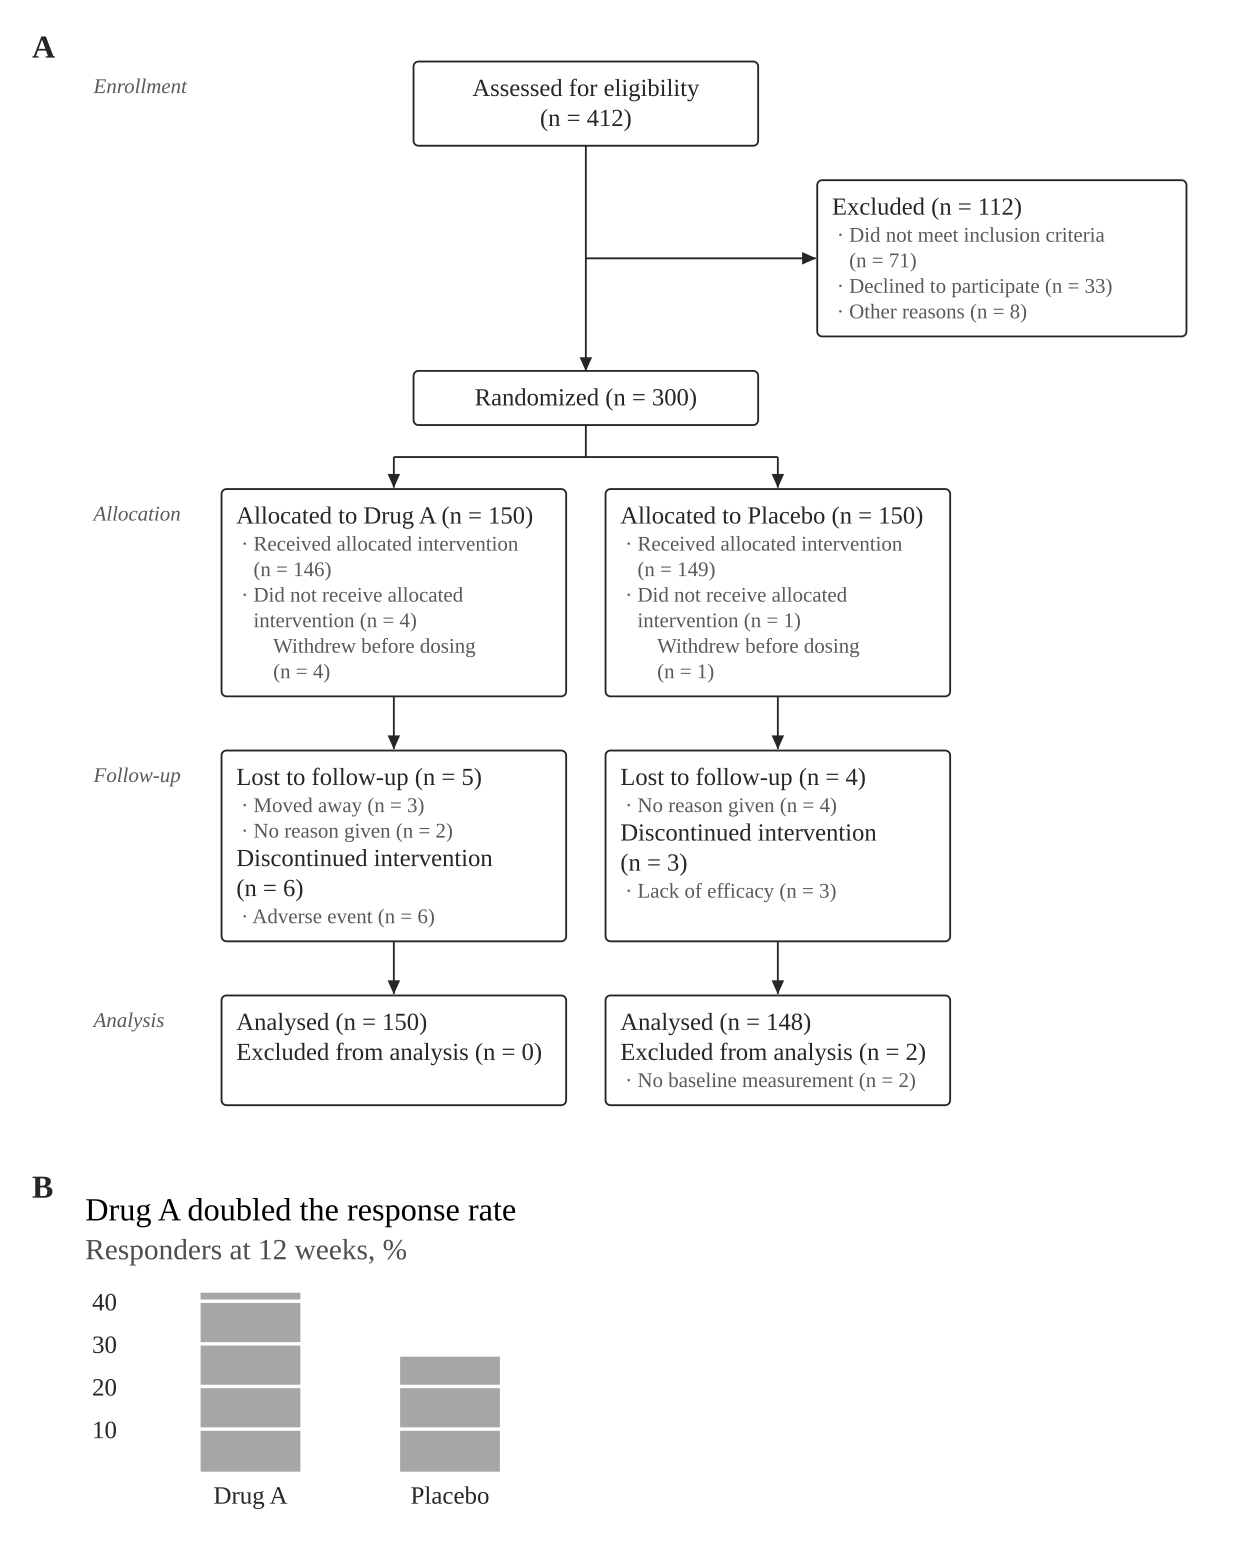 A
Enrollment
Assessed for eligibility
(n = 412)
Excluded (n = 112)
· Did not meet inclusion criteria
(n = 71)
· Declined to participate (n = 33)
· Other reasons (n = 8)
Randomized (n = 300)
Allocation
Allocated to Drug A (n = 150)
· Received allocated intervention
(n = 146)
· Did not receive allocated
intervention (n = 4)
Withdrew before dosing
(n = 4)
Allocated to Placebo (n = 150)
· Received allocated intervention
(n = 149)
· Did not receive allocated
intervention (n = 1)
Withdrew before dosing
(n = 1)
Follow-up
Lost to follow-up (n = 5)
· Moved away (n = 3)
· No reason given (n = 2)
Discontinued intervention
(n = 6)
· Adverse event (n = 6)
Lost to follow-up (n = 4)
· No reason given (n = 4)
Discontinued intervention
(n = 3)
· Lack of efficacy (n = 3)
Analysis
Analysed (n = 150)
Excluded from analysis (n = 0)
Analysed (n = 148)
Excluded from analysis (n = 2)
· No baseline measurement (n = 2)
B
Drug A doubled the response rate
Responders at 12 weeks, %
40
30
20
10
Drug A
Placebo